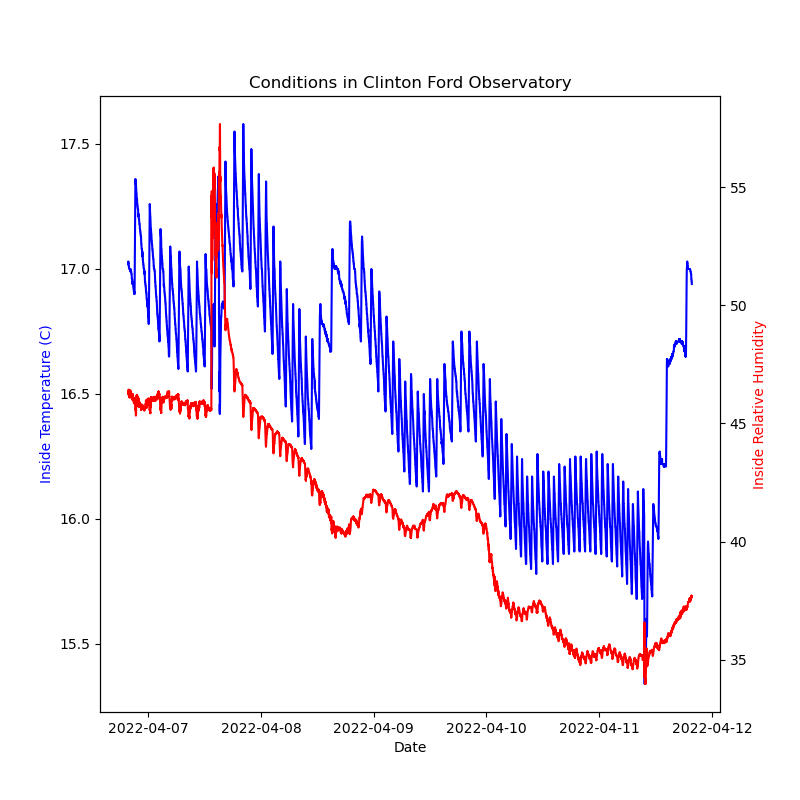 Conditions in Clinton Ford Observatory
17.5
17.0
16.5
16.0
15.5
Inside Temperature (C)
55
50
45
40
35
Inside Relative Humidity
2022-04-07 2022-04-08 2022-04-09 2022-04-10 2022-04-11 2022-04-12
Date